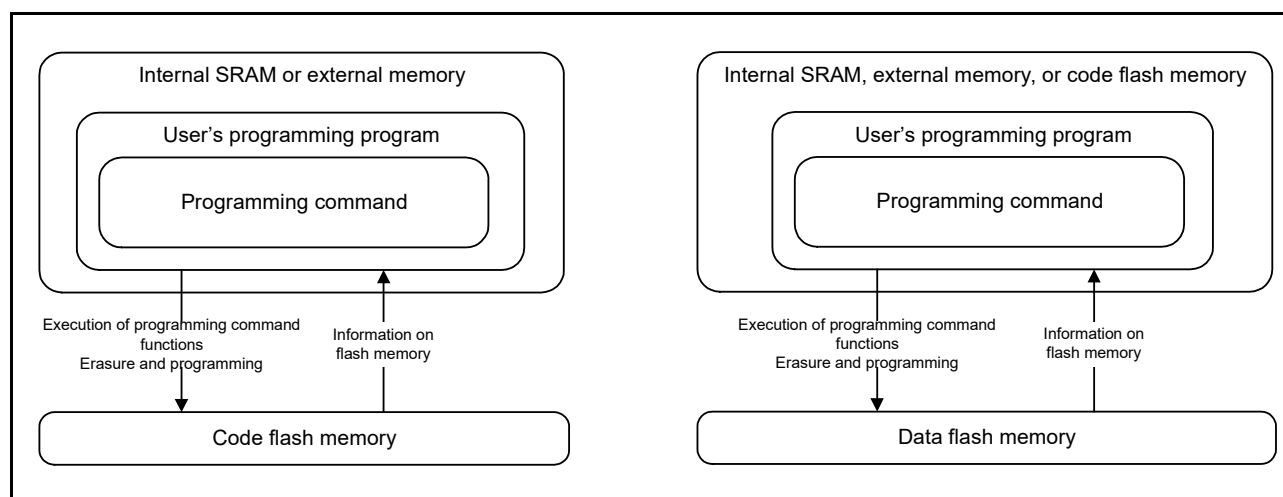 Internal SRAM or external memory
User’s programming program
Programming command
Execution of programming command
functions
Erasure and programming
Information on
flash memory
Code flash memory
Internal SRAM, external memory, or code flash memory
User’s programming program
Programming command
Execution of programming command
functions
Erasure and programming
Information on
flash memory
Data flash memory